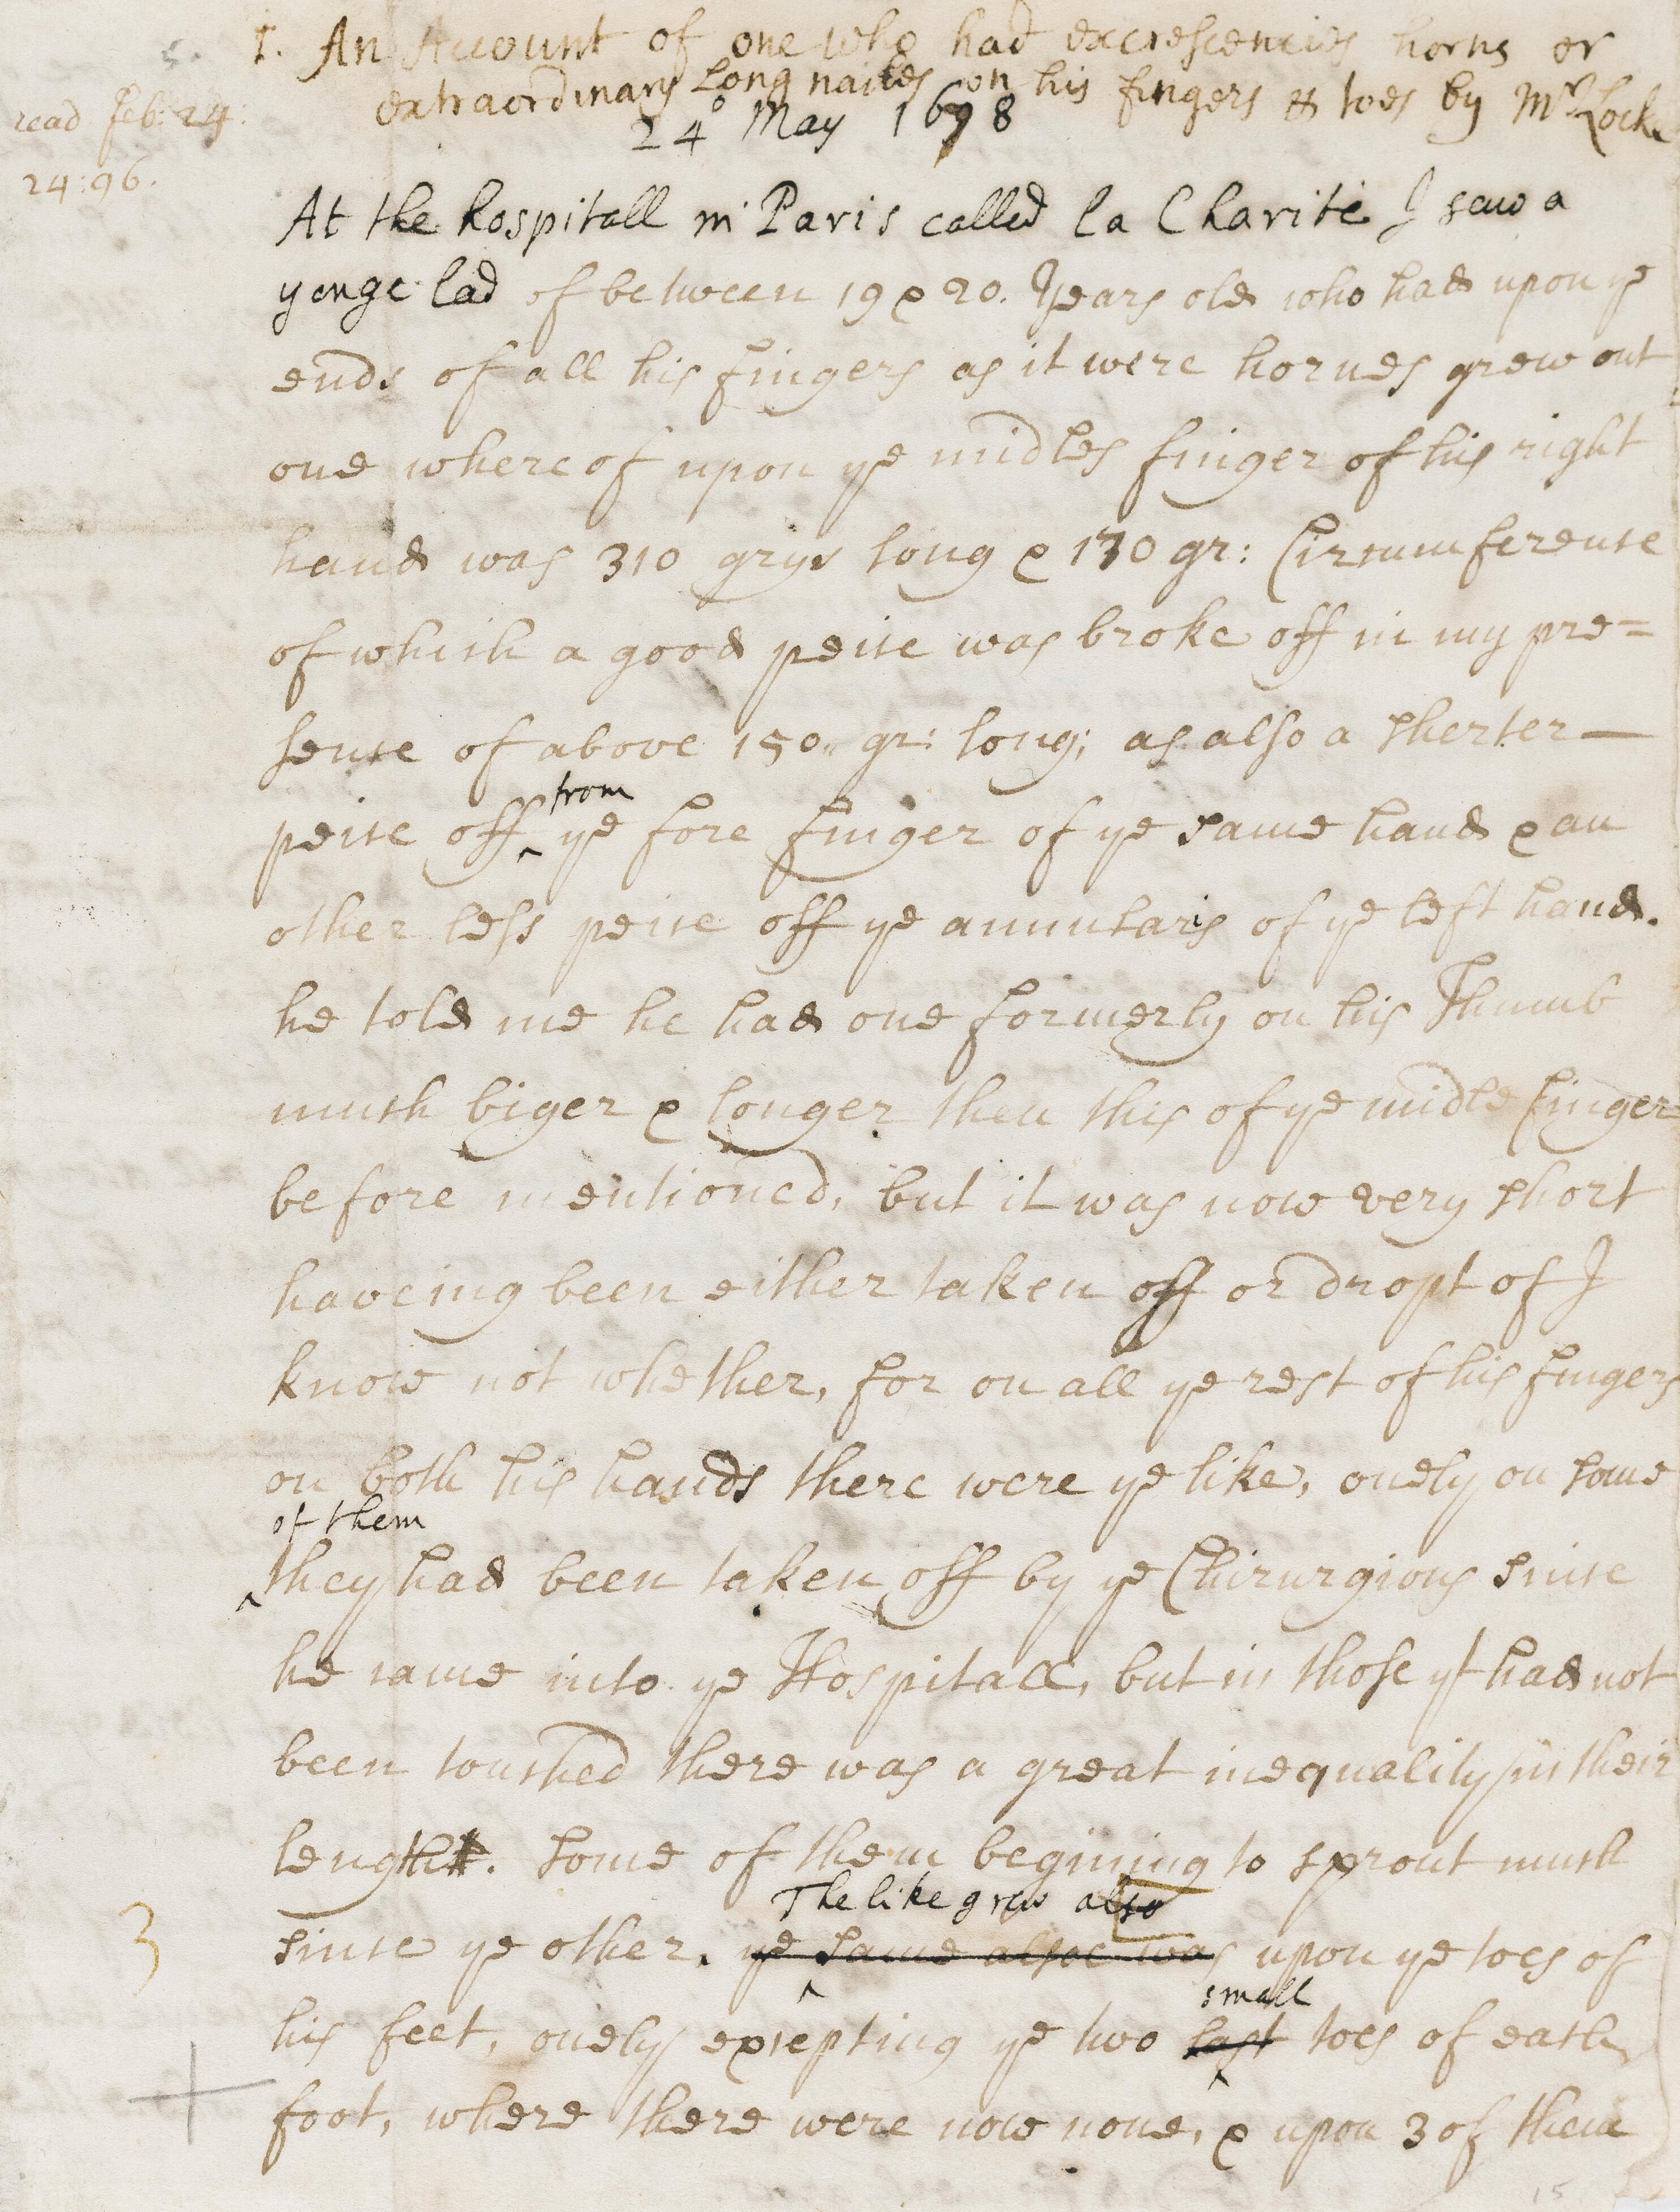 5.
1. An Account of one who had excrescencies horns or
extraordinary Long nailes on his fingers & toes by Mr Locke
read Feb: 24:
24° May 1678
24:96.
At the hospitall in Paris called la Charité I saw a
yonge lad of between 19 & 20. Years old who had upon ye
ends of all his fingers as it were hornes grew out
one whereof upon ye midles finger of his right
hand was 310 grys long & 170 gr: Circumference
of which a good peice was broke off in my pre=
sence of above 150 gr: long; as also a sherter —
from
peice off ^ ye fore finger of ye same hand & an
other less peice off ye annularis of ye left hand.
he told me he had one formerly on his Thumb
much biger & longer then this of ye midle finger
before mentioned, but it was now very short
haveing been either taken off or dropt of I
know not whether, for on all ye rest of his fingers
on both his hands there were ye like, onely on some
of them
^ they had been taken off by ye Chirurgions since
he came into ye Hospitall, but in those yt had not
been touched there was a great inequality in their
length. some of them begining to sprout much
The like grew also
3
since ye other. ye same alsoe was upon ye toes of
small
his feet, onely excepting ye two last toes of each
foot, where there were now none, & upon 3 of them
15